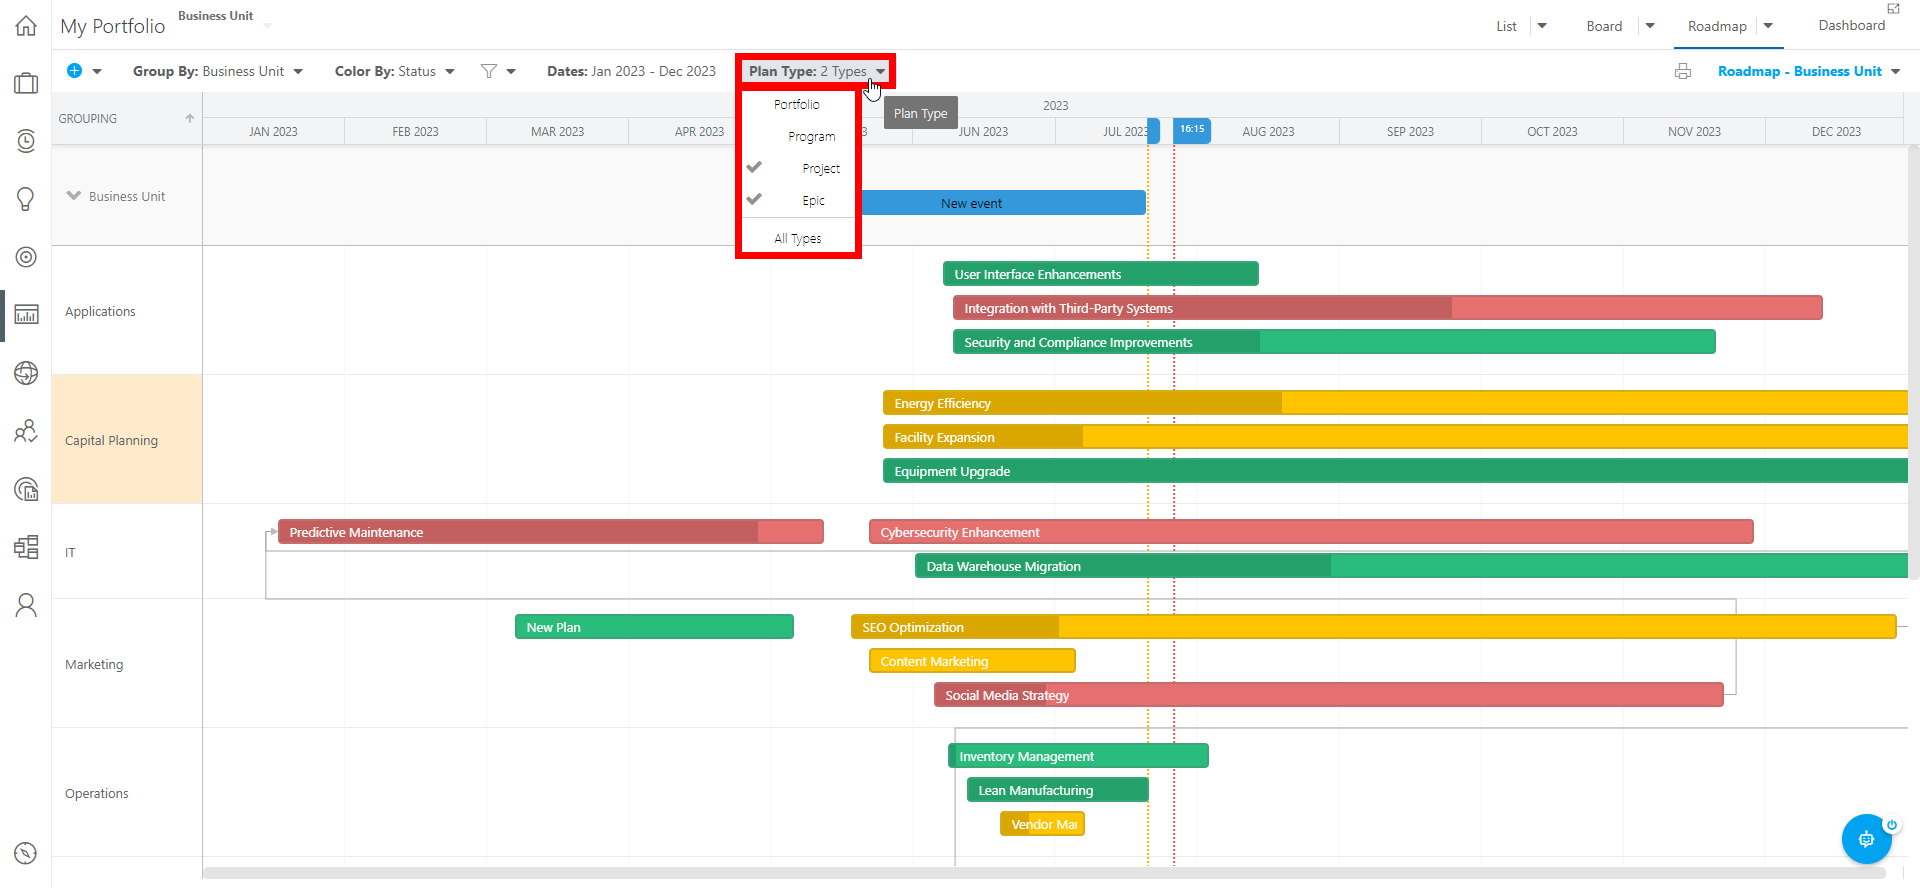 My Portfolio
Business Unit
List
Board
Roadmap
Dashboard
Group By: Business Unit
Color By: Status
Dates: Jan 2023 - Dec 2023
Plan Type: 2 Types
Roadmap - Business Unit
Plan Type
Portfolio
Program
Project
Epic
All Types
GROUPING
2023
JAN 2023
FEB 2023
MAR 2023
APR 2023
3
JUN 2023
JUL 2023
16:15
AUG 2023
SEP 2023
OCT 2023
NOV 2023
DEC 2023
Business Unit
New event
Applications
User Interface Enhancements
Integration with Third-Party Systems
Security and Compliance Improvements
Capital Planning
Energy Efficiency
Facility Expansion
Equipment Upgrade
IT
Predictive Maintenance
Cybersecurity Enhancement
Data Warehouse Migration
Marketing
New Plan
SEO Optimization
Content Marketing
Social Media Strategy
Operations
Inventory Management
Lean Manufacturing
Vendor Mar